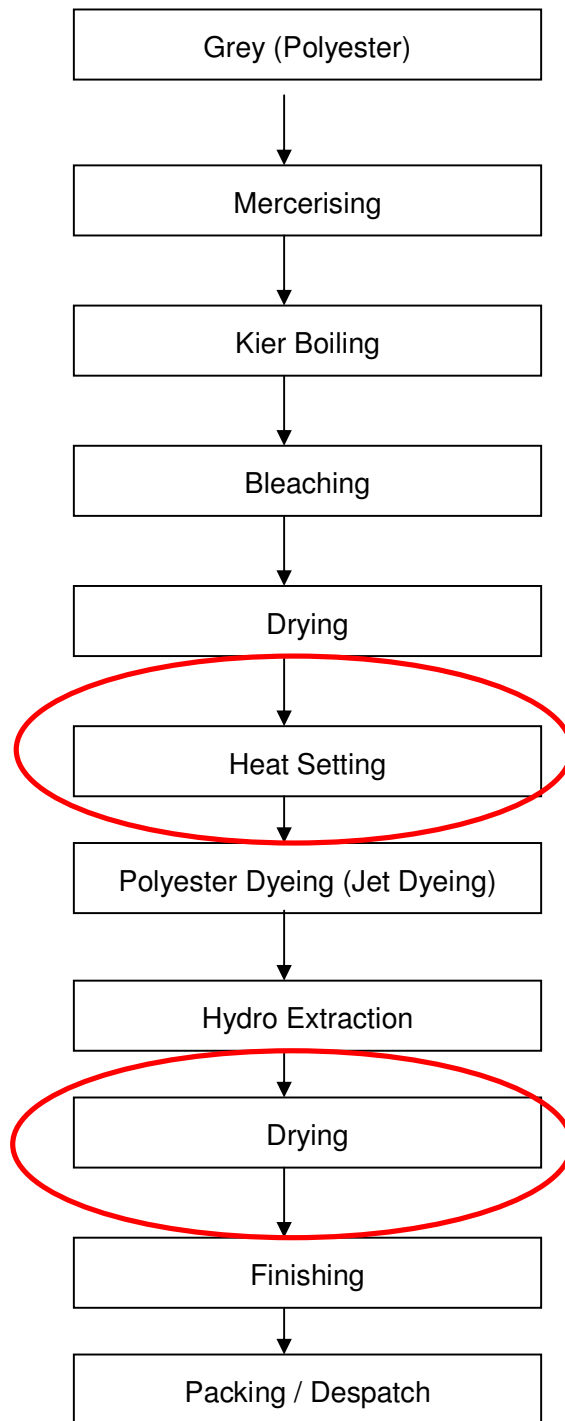 Grey (Polyester)
Mercerising
Kier Boiling
Bleaching
Drying
Heat Setting
Polyester Dyeing (Jet Dyeing)
Hydro Extraction
Drying
Finishing
Packing / Despatch